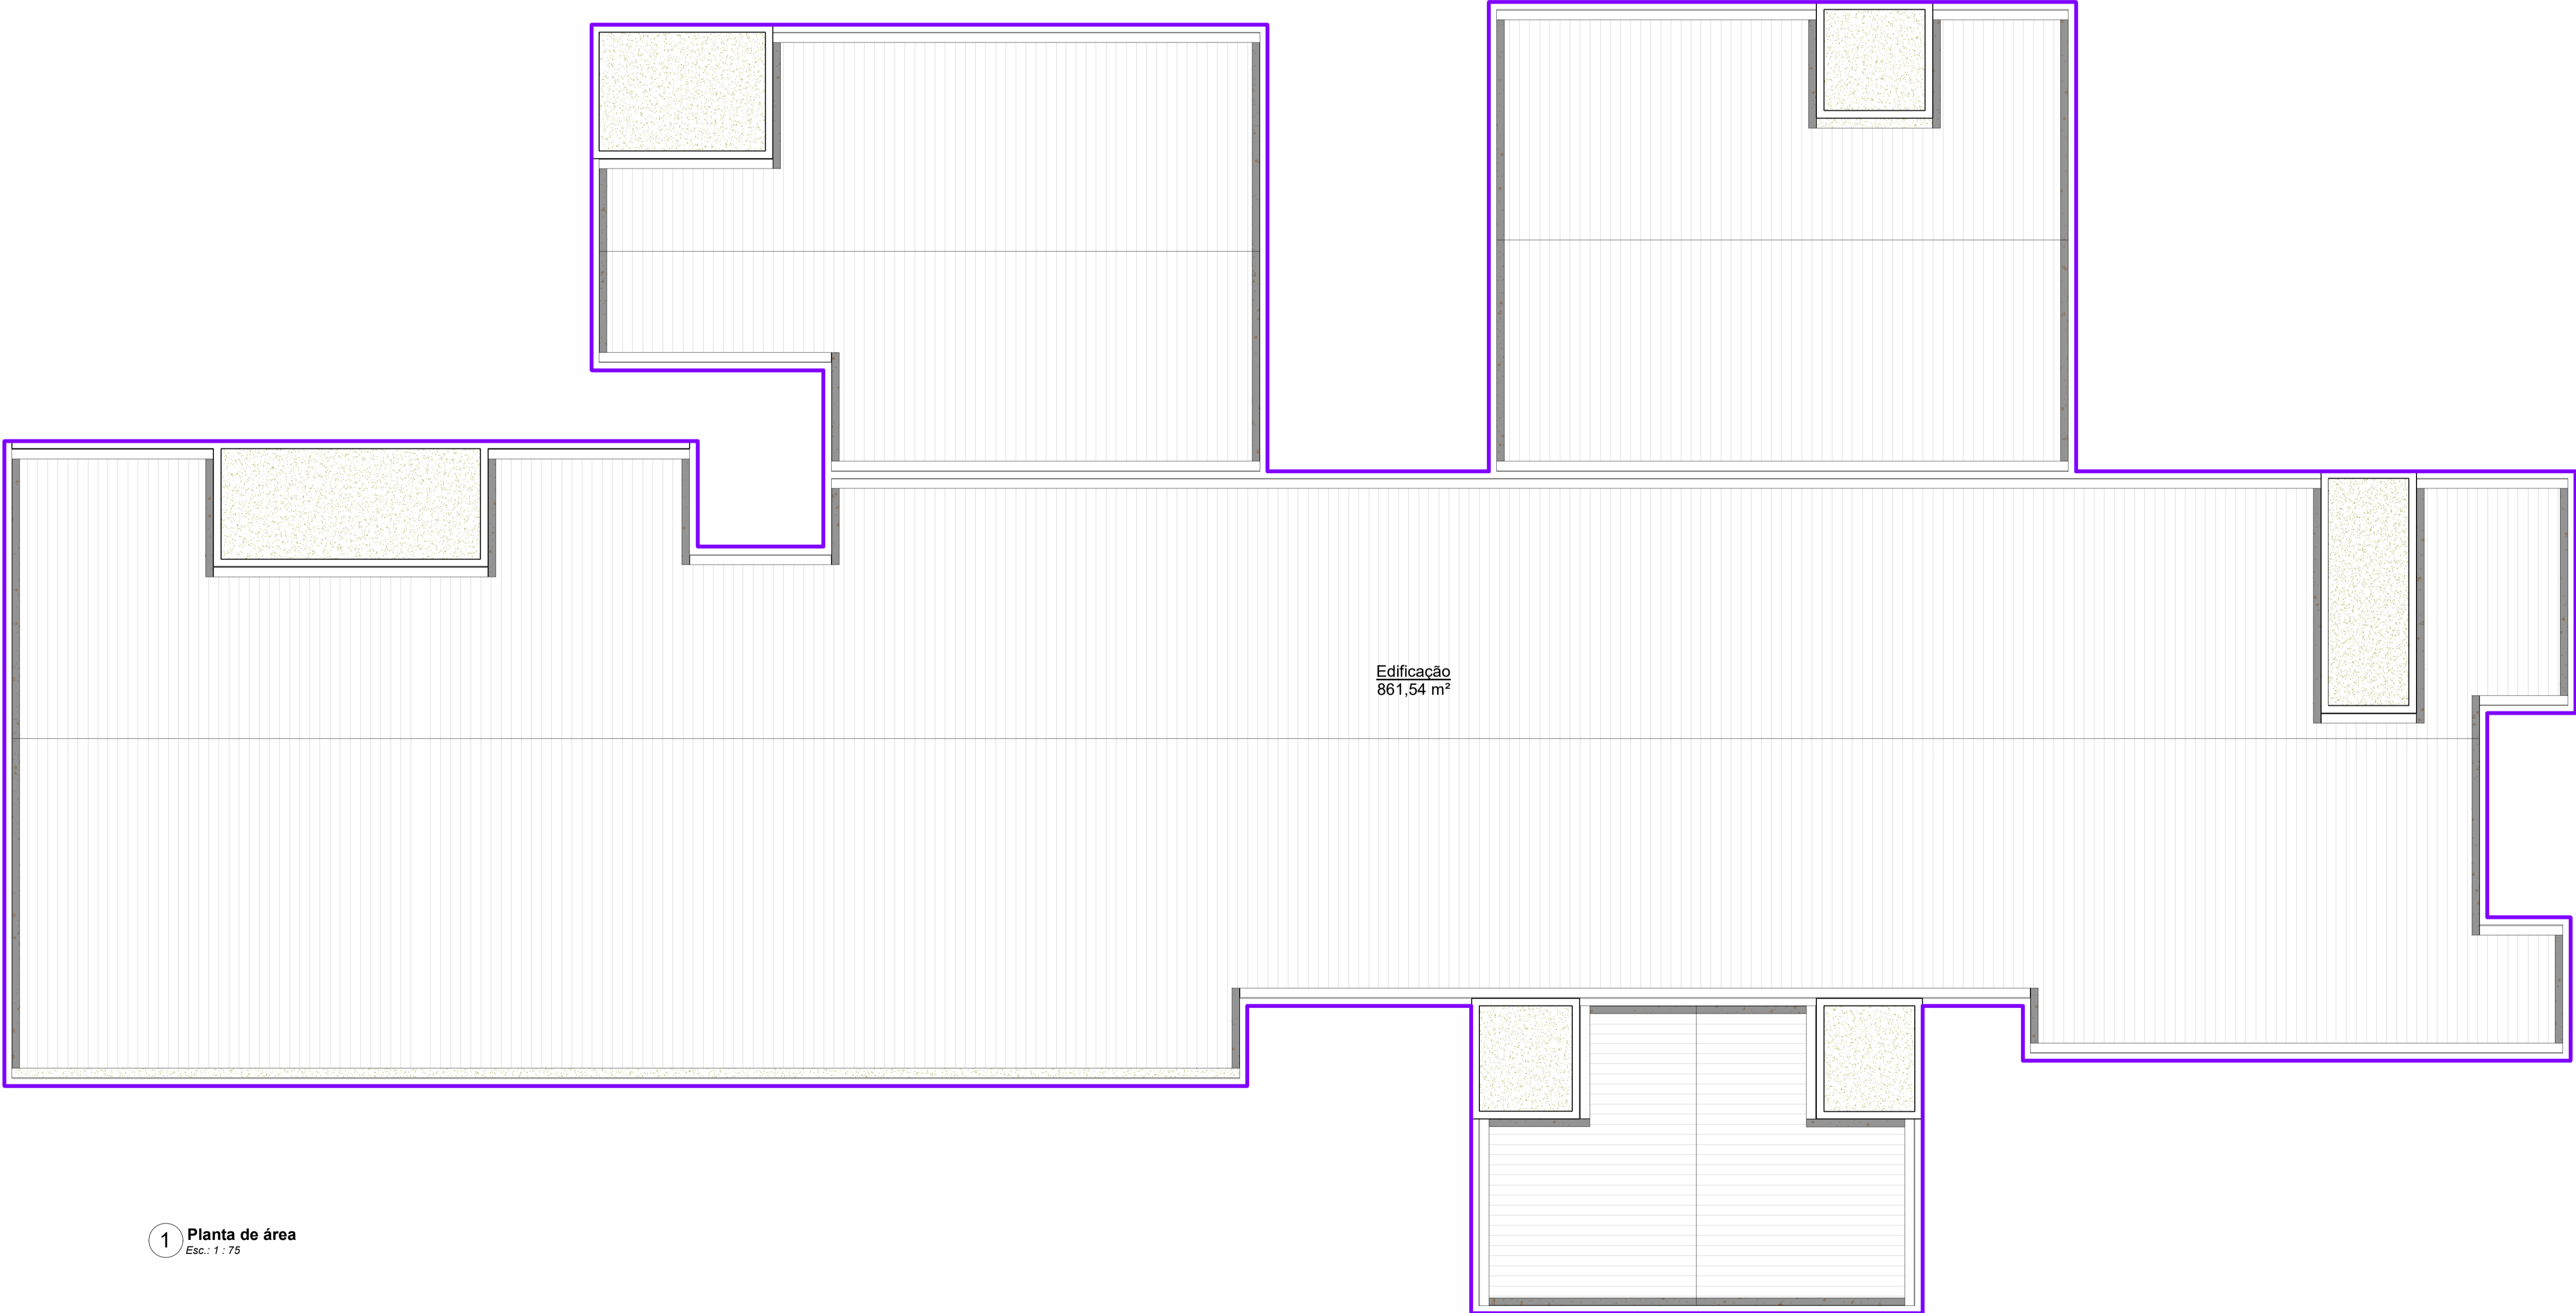 Edificação
861,54 m²
1 Planta de área
Esc.: 1 : 75